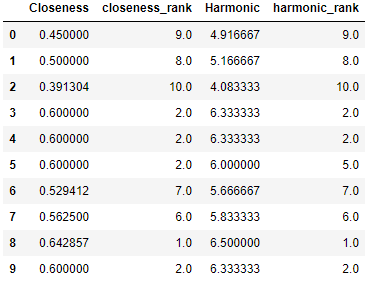 Closeness closeness_rank Harmonic harmonic_rank
0 0.450000 9.0 4.916667 9.0
1 0.500000 8.0 5.166667 8.0
2 0.391304 10.0 4.083333 10.0
3 0.600000 2.0 6.333333 2.0
4 0.600000 2.0 6.333333 2.0
5 0.600000 2.0 6.000000 5.0
6 0.529412 7.0 5.666667 7.0
7 0.562500 6.0 5.833333 6.0
8 0.642857 1.0 6.500000 1.0
9 0.600000 2.0 6.333333 2.0